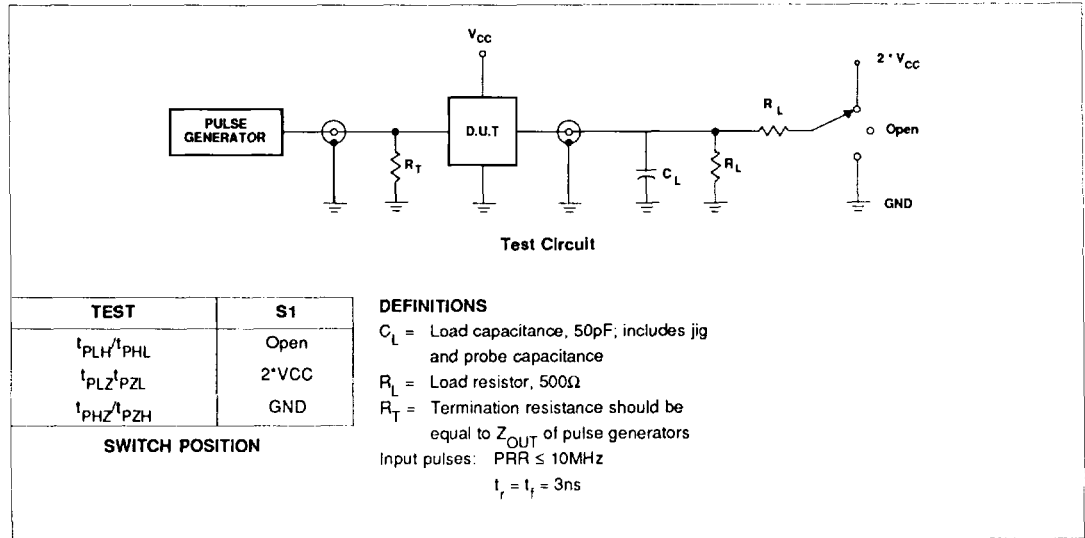 V_CC
2 * V_CC
PULSE
GENERATOR
D.U.T
R_T
C_L
R_L
R_L
Open
GND
Test Circuit
TEST S1
t_PLH/t_PHL Open
t_PLZ t_PZL 2*VCC
t_PHZ/t_PZH GND
SWITCH POSITION
DEFINITIONS
C_L = Load capacitance, 50pF; includes jig
and probe capacitance
R_L = Load resistor, 500Ω
R_T = Termination resistance should be
equal to Z_OUT of pulse generators
Input pulses: PRR ≤ 10MHz
t_r = t_f = 3ns